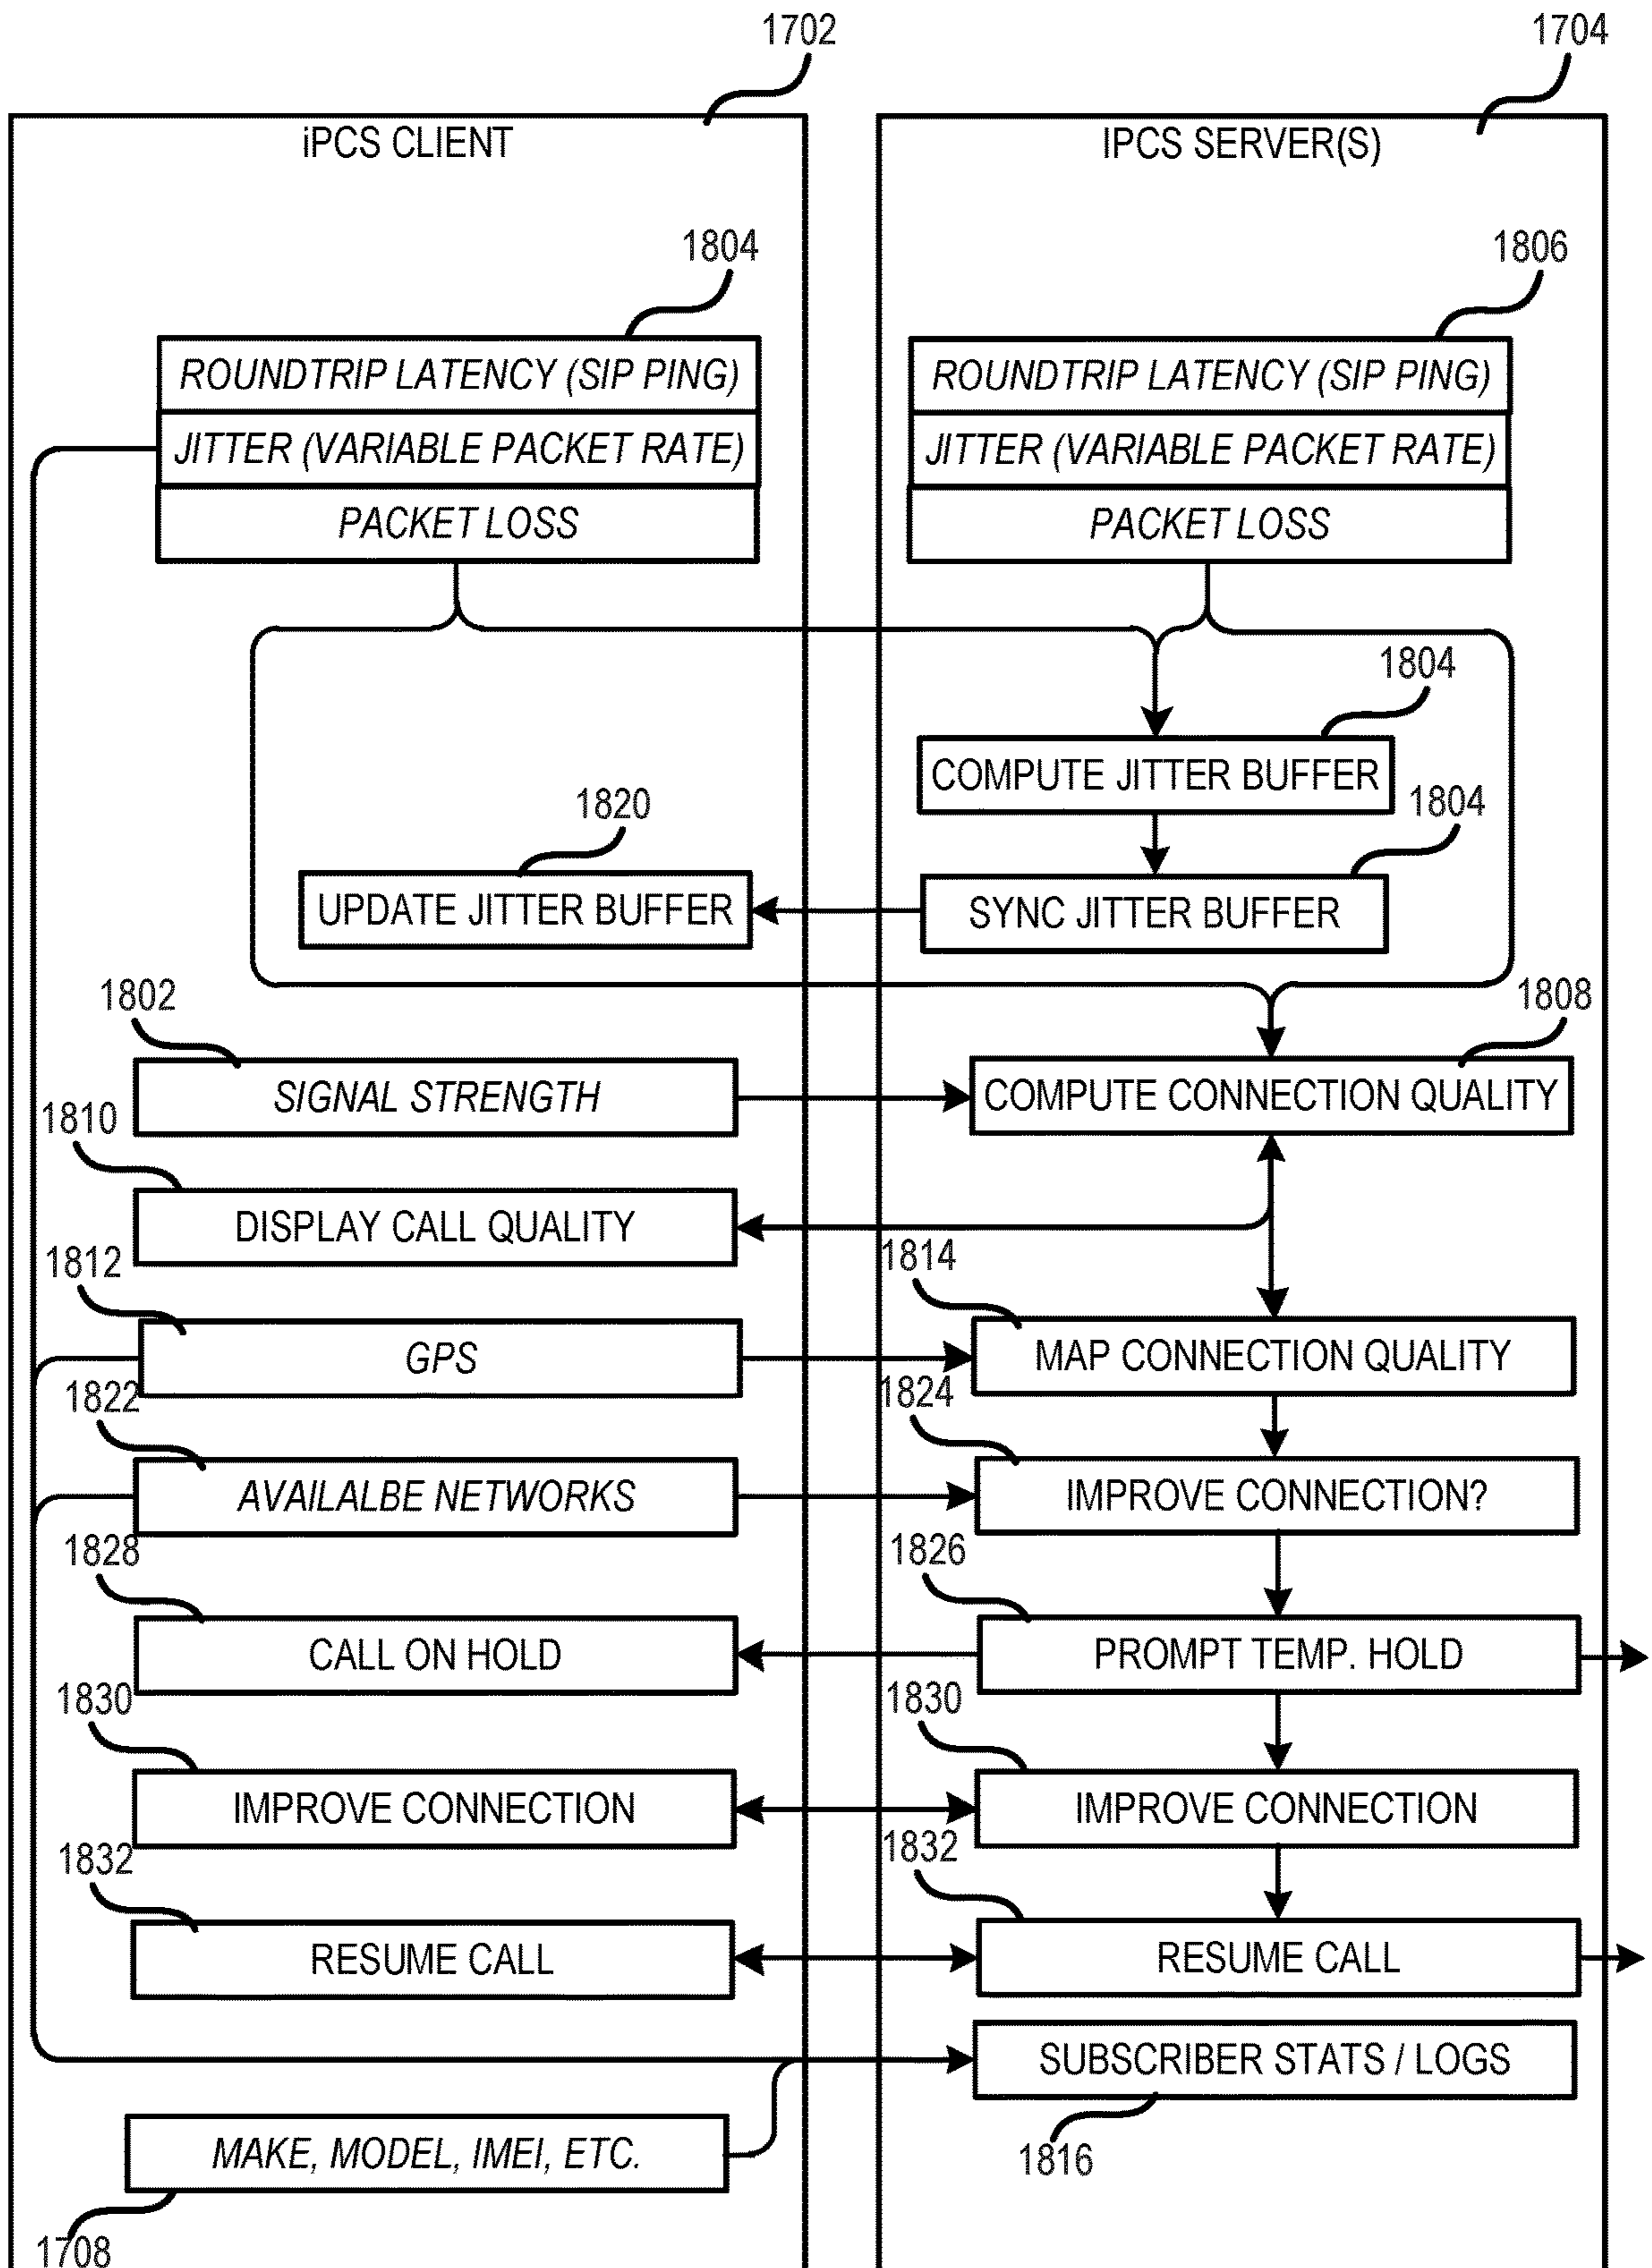 1702
1704
iPCS CLIENT
IPCS SERVER(S)
1804
1806
ROUNDTRIP LATENCY (SIP PING)
ROUNDTRIP LATENCY (SIP PING)
JITTER (VARIABLE PACKET RATE)
JITTER (VARIABLE PACKET RATE)
PACKET LOSS
PACKET LOSS
1804
COMPUTE JITTER BUFFER
1820
1804
UPDATE JITTER BUFFER
SYNC JITTER BUFFER
1802
1808
SIGNAL STRENGTH
COMPUTE CONNECTION QUALITY
1810
DISPLAY CALL QUALITY
1812
1814
GPS
MAP CONNECTION QUALITY
1822
1824
AVAILALBE NETWORKS
IMPROVE CONNECTION?
1828
1826
CALL ON HOLD
PROMPT TEMP. HOLD
1830
1830
IMPROVE CONNECTION
IMPROVE CONNECTION
1832
1832
RESUME CALL
RESUME CALL
SUBSCRIBER STATS / LOGS
MAKE, MODEL, IMEI, ETC.
1816
1708